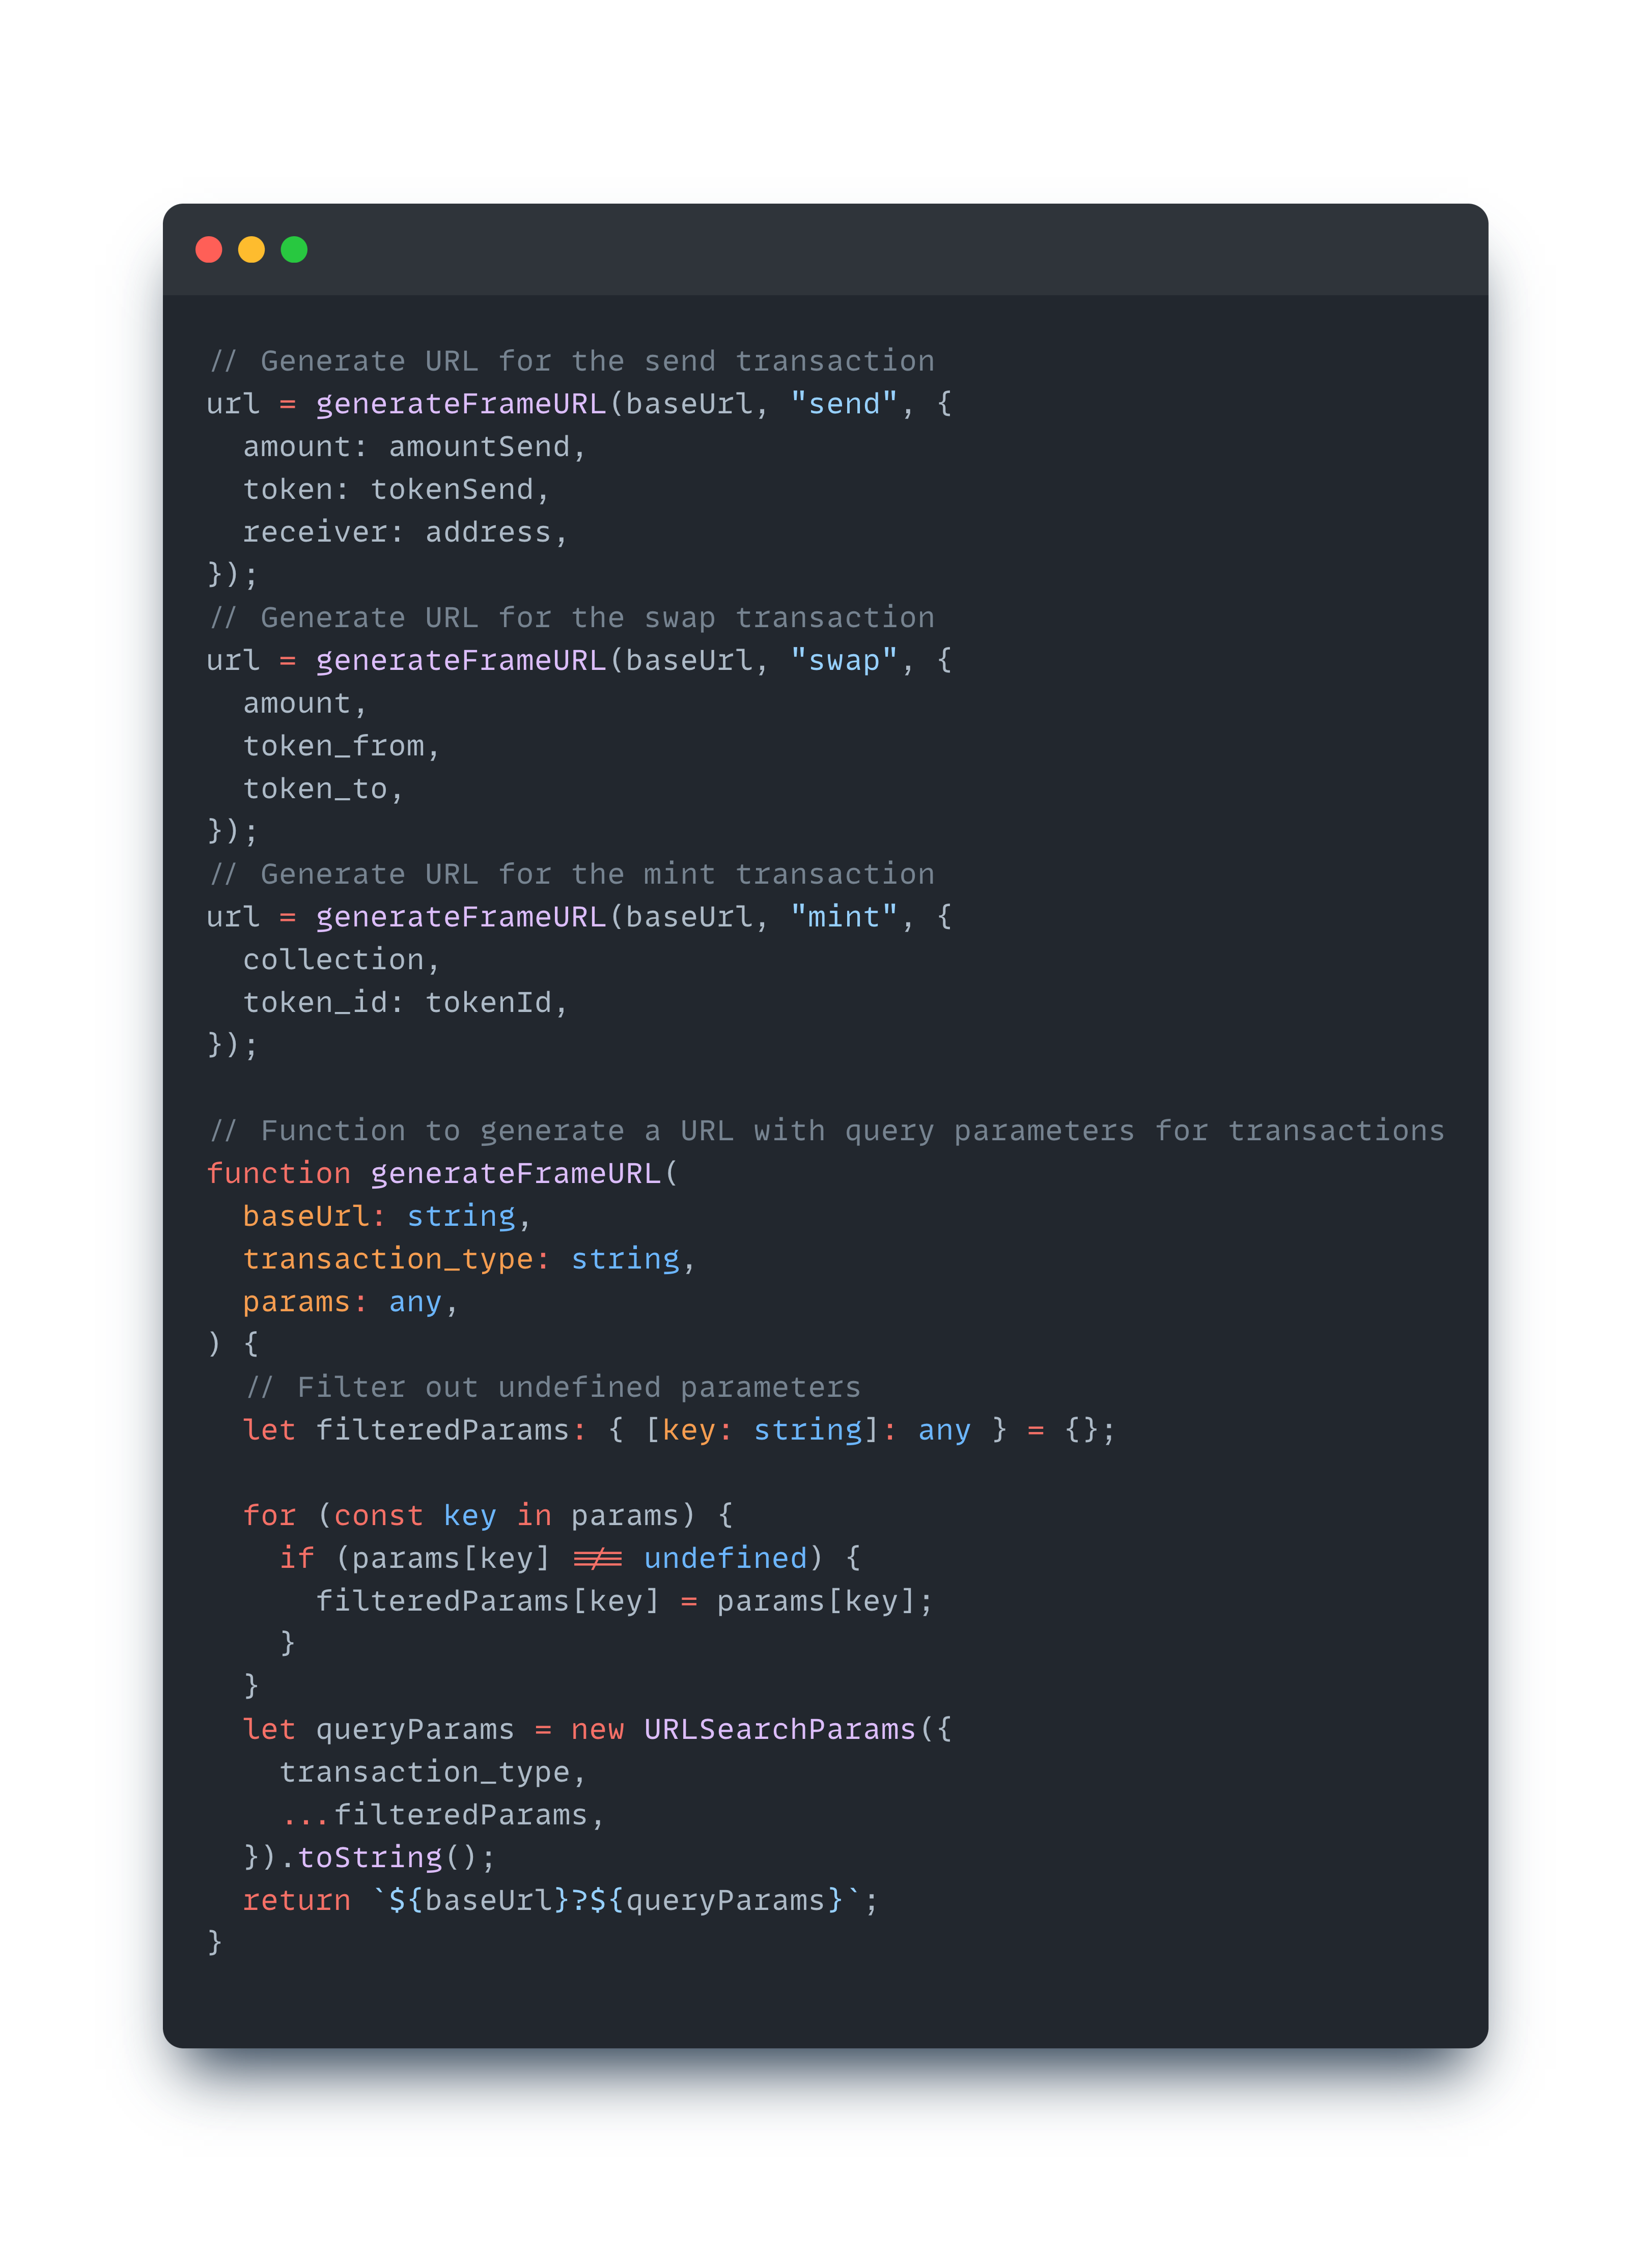 // Generate URL for the send transaction
url = generateFrameURL(baseUrl, "send", {
  amount: amountSend,
  token: tokenSend,
  receiver: address,
});
// Generate URL for the swap transaction
url = generateFrameURL(baseUrl, "swap", {
  amount,
  token_from,
  token_to,
});
// Generate URL for the mint transaction
url = generateFrameURL(baseUrl, "mint", {
  collection,
  token_id: tokenId,
});

// Function to generate a URL with query parameters for transactions
function generateFrameURL(
  baseUrl: string,
  transaction_type: string,
  params: any,
) {
  // Filter out undefined parameters
  let filteredParams: { [key: string]: any } = {};

  for (const key in params) {
    if (params[key] !== undefined) {
      filteredParams[key] = params[key];
    }
  }
  let queryParams = new URLSearchParams({
    transaction_type,
    ...filteredParams,
  }).toString();
  return `${baseUrl}?${queryParams}`;
}